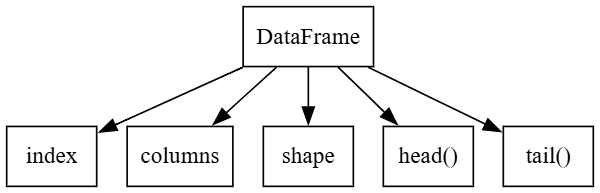 DataFrame
index
columns
shape
head()
tail()